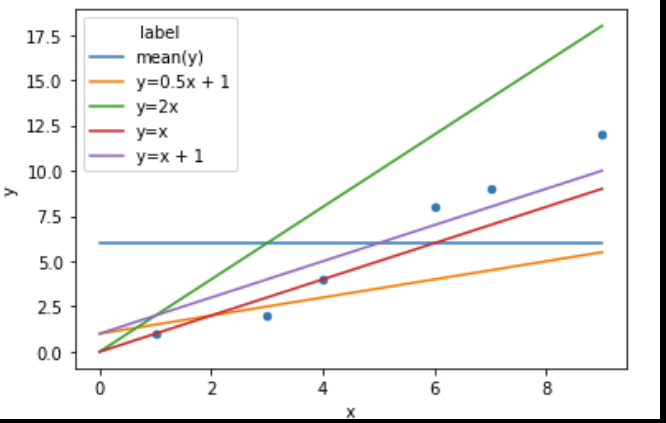 label
mean(y)
y=0.5x + 1
y=2x
y=x
y=x + 1
17.5
15.0
12.5
10.0
7.5
5.0
2.5
0.0
y
0 2 4 6 8
x